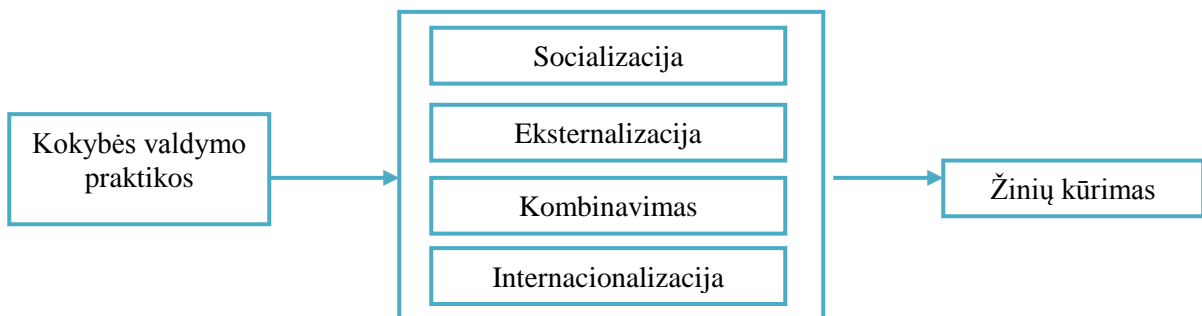 Kokybės valdymo
praktikos
Socializacija
Eksternalizacija
Kombinavimas
Internacionalizacija
Žinių kūrimas